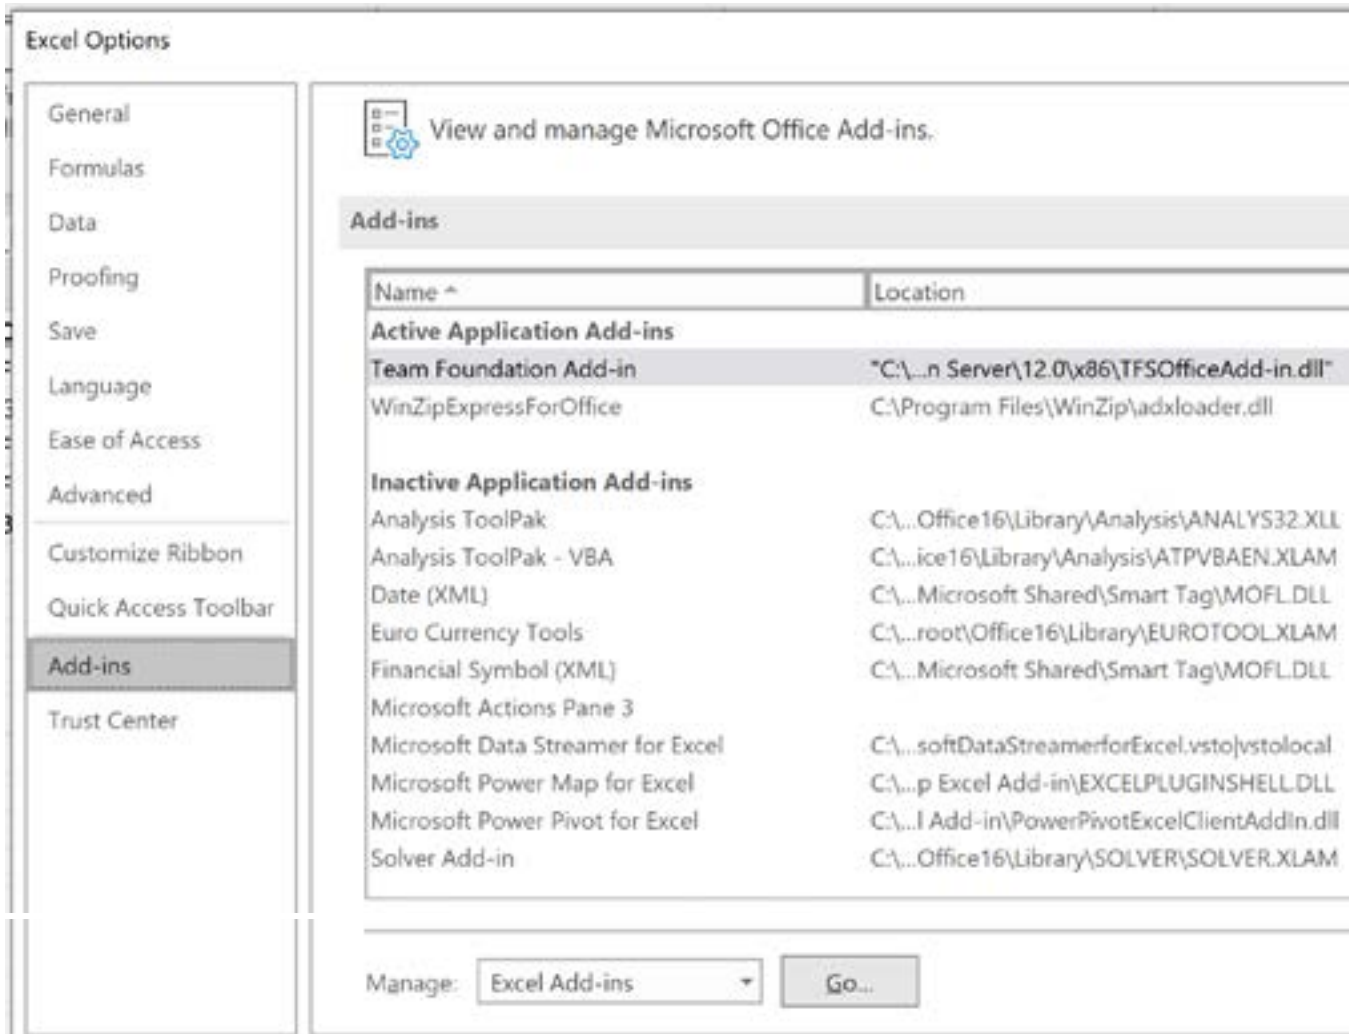 Excel Options
General
Formulas
Data
Proofing
Save
Language
Ease of Access
Advanced
Customize Ribbon
Quick Access Toolbar
Add-ins
Trust Center
View and manage Microsoft Office Add-ins.
Add-ins
Name Location
Active Application Add-ins
Team Foundation Add-in "C:\...n Server\12.0\x86\TFSOfficeAdd-in.dll"
WinZipExpressForOffice C:\Program Files\WinZip\adxloader.dll
Inactive Application Add-ins
Analysis ToolPak C:\...Office16\Library\Analysis\ANALYS32.XLL
Analysis ToolPak - VBA C:\...ice16\Library\Analysis\ATPVBAEN.XLAM
Date (XML) C:\...Microsoft Shared\Smart Tag\MOFL.DLL
Euro Currency Tools C:\...root\Office16\Library\EUROTOOL.XLAM
Financial Symbol (XML) C:\...Microsoft Shared\Smart Tag\MOFL.DLL
Microsoft Actions Pane 3
Microsoft Data Streamer for Excel C:\...softDataStreamerforExcel.vsto|vstolocal
Microsoft Power Map for Excel C:\...p Excel Add-in\EXCELPLUGINSHELL.DLL
Microsoft Power Pivot for Excel C:\...l Add-in\PowerPivotExcelClientAddIn.dll
Solver Add-in C:\...Office16\Library\SOLVER\SOLVER.XLAM
Manage: Excel Add-ins Go...